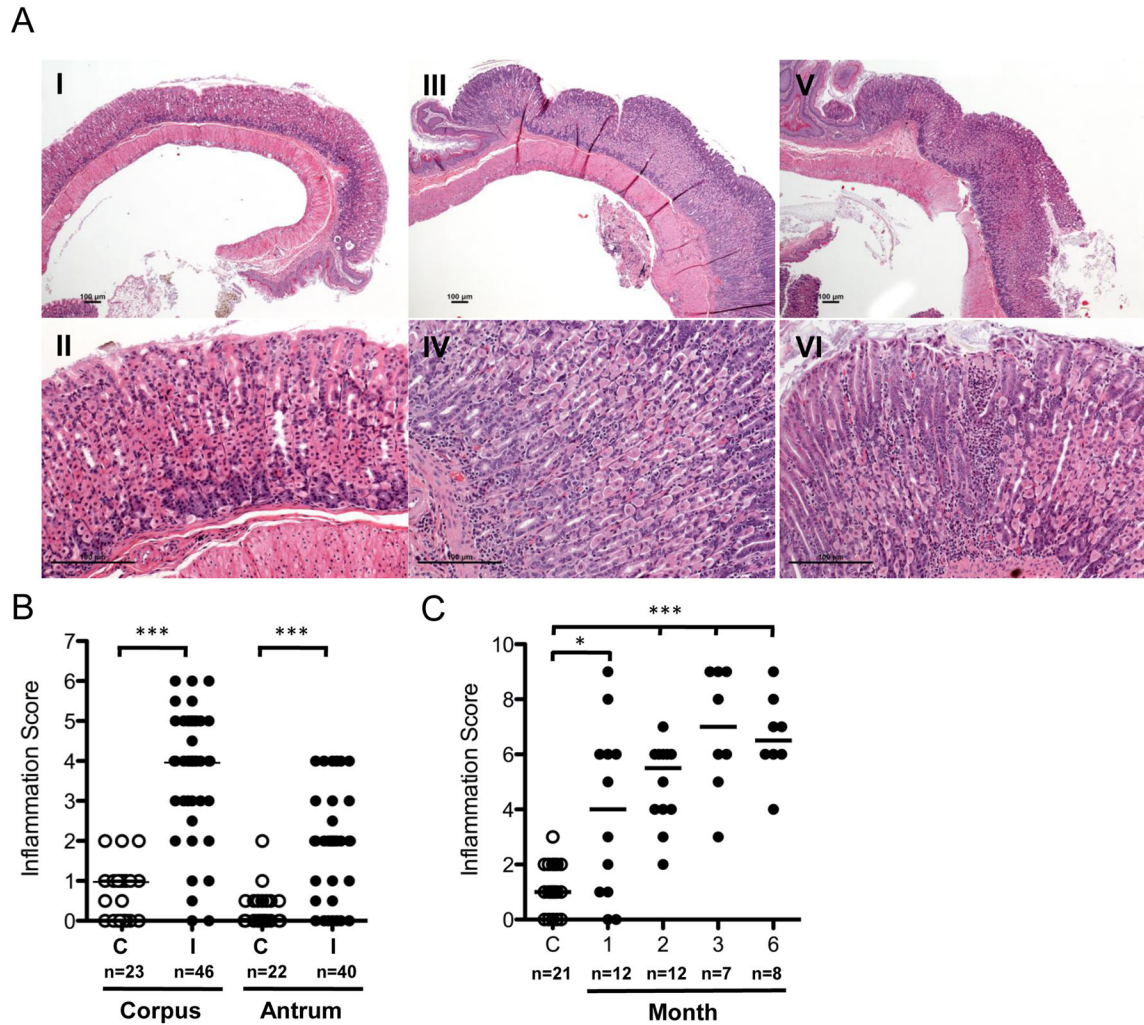 A
I
III
V
100 µm
100 µm
100 µm
II
IV
VI
100 µm
100 µm
100 µm
B
Inflammation Score
7
6
5
4
3
2
1
0
*** ***
C I C I
n=23 n=46 n=22 n=40
Corpus Antrum
C
Inflammation Score
10
8
6
4
2
0
***
*
C 1 2 3 6
n=21 n=12 n=12 n=7 n=8
Month